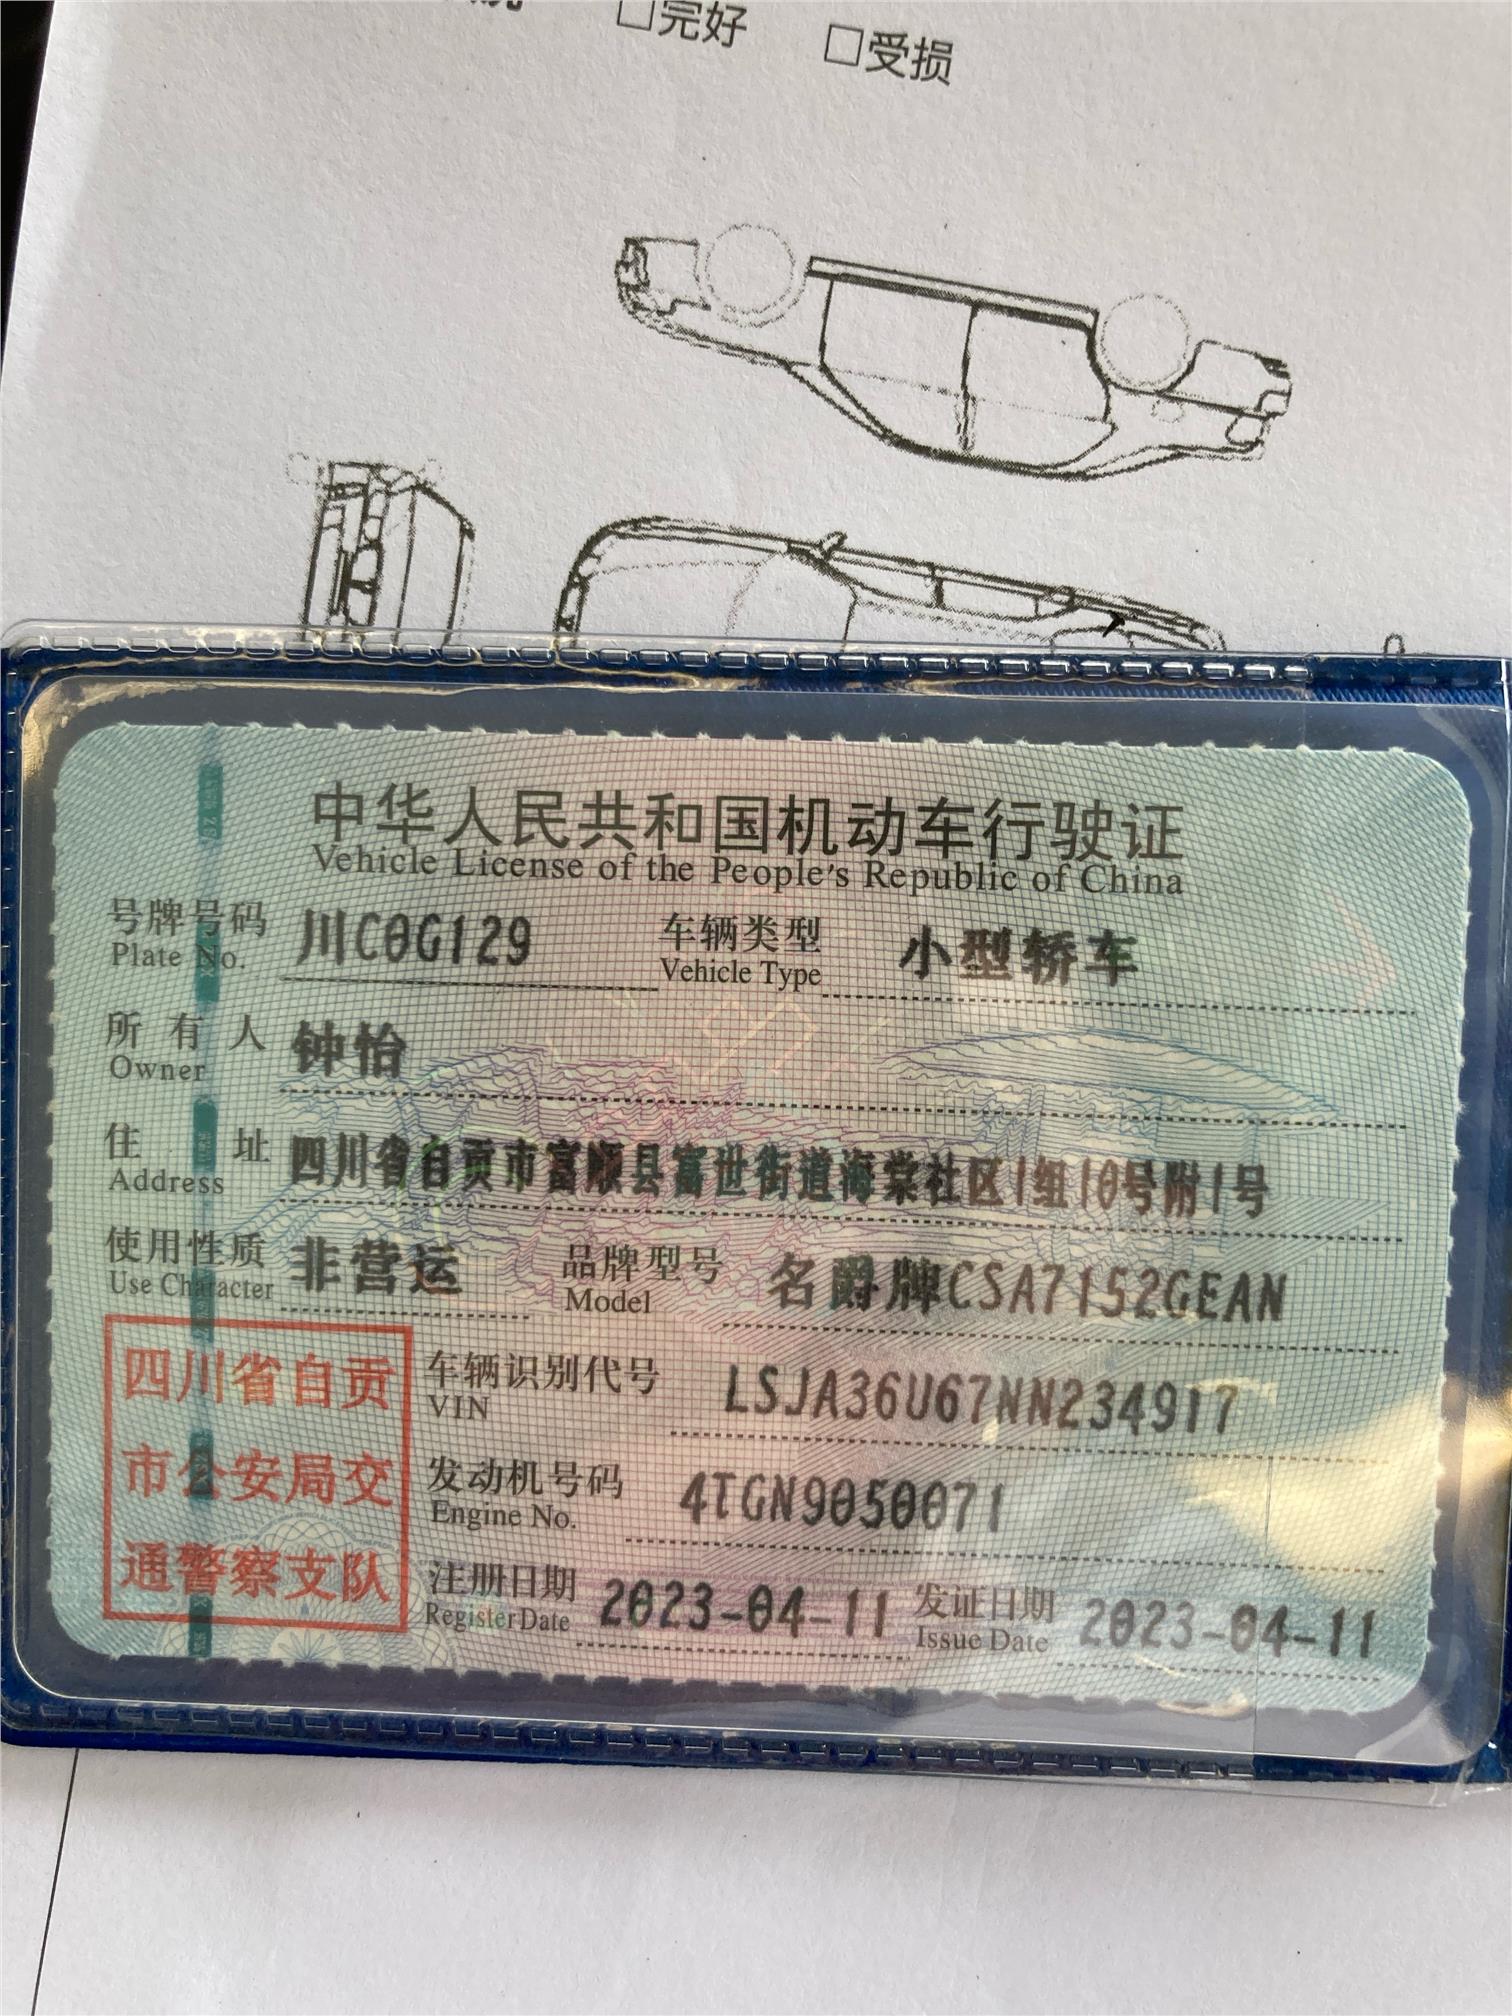 □完好 □受损
中华人民共和国机动车行驶证
Vehicle License of the People's Republic of China
号牌号码 川C0G129 车辆类型 小型轿车
Plate No. Vehicle Type
所有人 钟怡
Owner
住址 四川省自贡市富顺县富世街道海棠社区1组10号附1号
Address
使用性质 非营运 品牌型号 名爵牌CSA7152GEAN
Use Character Model
四川省自贡
市公安局交
通警察支队
车辆识别代号 LSJA36U67NN234917
VIN
发动机号码 4TGN9050071
Engine No.
注册日期 2023-04-11 发证日期 2023-04-11
Register Date Issue Date